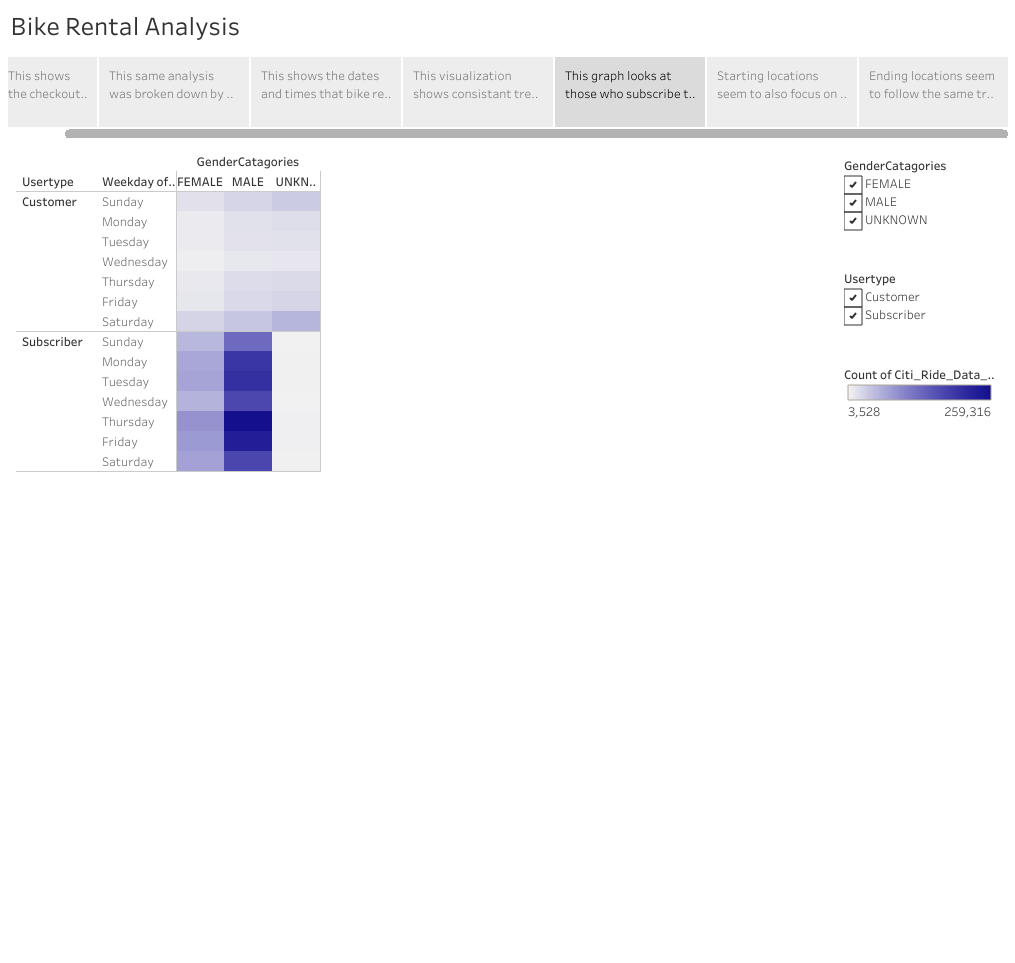 Bike Rental Analysis
This shows
the checkout..
This same analysis
was broken down by ..
This shows the dates
and times that bike re..
This visualization
shows consistant tre..
This graph looks at
those who subscribe t..
Starting locations
seem to also focus on ..
Ending locations seem
to follow the same tr..
GenderCatagories
Usertype Weekday of.. FEMALE MALE UNKN..
Customer Sunday
Monday
Tuesday
Wednesday
Thursday
Friday
Saturday
Subscriber Sunday
Monday
Tuesday
Wednesday
Thursday
Friday
Saturday
GenderCatagories
FEMALE
MALE
UNKNOWN
Usertype
Customer
Subscriber
Count of Citi_Ride_Data_..
3,528 259,316